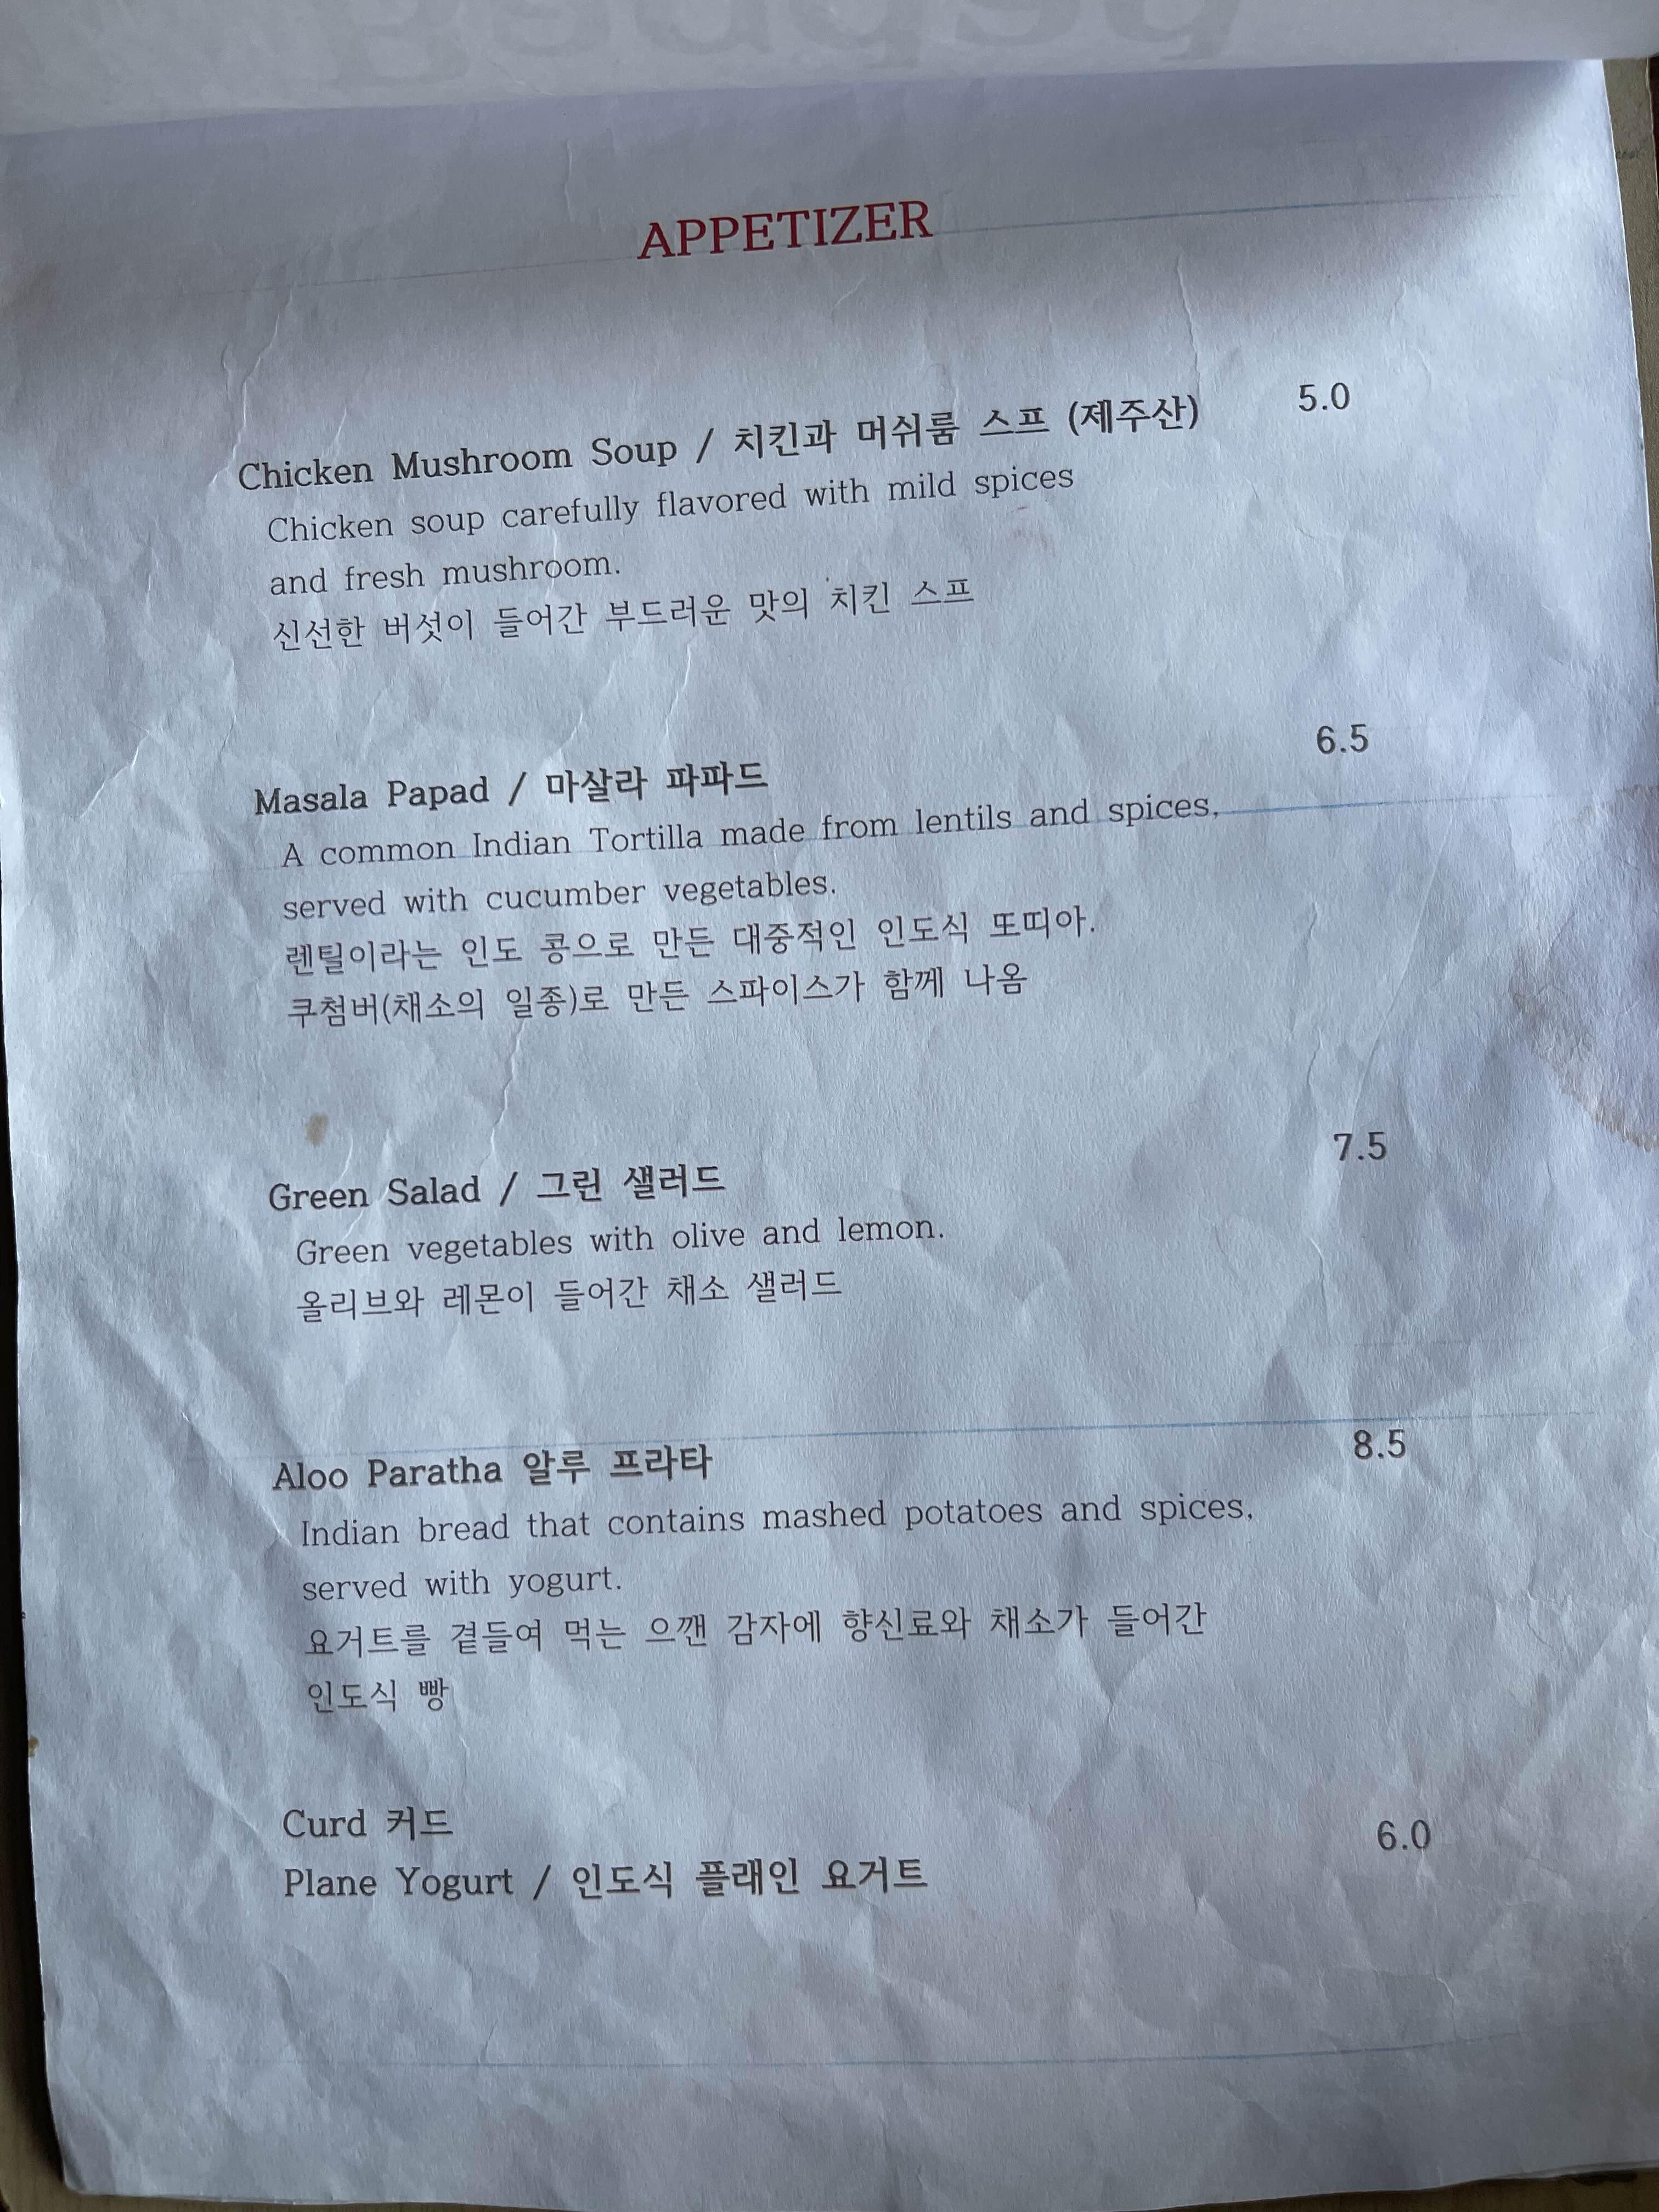 APPETIZER
Chicken Mushroom Soup / 치킨과 머쉬룸 스프 (제주산) 5.0
Chicken soup carefully flavored with mild spices
and fresh mushroom.
신선한 버섯이 들어간 부드러운 맛의 치킨 스프
Masala Papad / 마살라 파파드 6.5
A common Indian Tortilla made from lentils and spices,
served with cucumber vegetables.
렌틸이라는 인도 콩으로 만든 대중적인 인도식 또띠아.
쿠첨버(채소의 일종)로 만든 스파이스가 함께 나옴
Green Salad / 그린 샐러드 7.5
Green vegetables with olive and lemon.
올리브와 레몬이 들어간 채소 샐러드
Aloo Paratha 알루 프라타 8.5
Indian bread that contains mashed potatoes and spices,
served with yogurt.
요거트를 곁들여 먹는 으깬 감자에 향신료와 채소가 들어간
인도식 빵
Curd 커드
Plane Yogurt / 인도식 플래인 요거트 6.0